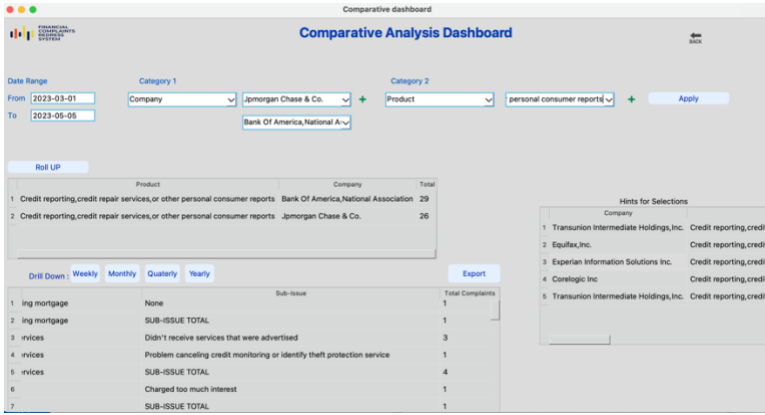 Comparative dashboard
FINANCIAL
COMPLAINTS
REDRESS
SYSTEM
Comparative Analysis Dashboard
BACK
Date Range
Category 1
Category 2
From 2023-03-01
Company
Jpmorgan Chase & Co.
+
Product
personal consumer reports
+
Apply
To 2023-05-05
Bank Of America,National A
Roll UP
Product Company Total
1 Credit reporting,credit repair services,or other personal consumer reports Bank Of America,National Association 29
2 Credit reporting,credit repair services,or other personal consumer reports Jpmorgan Chase & Co. 26
Hints for Selections
Company
1 Transunion Intermediate Holdings,Inc. Credit reporting,credi
2 Equifax,Inc. Credit reporting,credi
3 Experian Information Solutions Inc. Credit reporting,credi
4 Corelogic Inc Credit reporting,credi
5 Transunion Intermediate Holdings,Inc. Credit reporting,credi
Drill Down : Weekly Monthly Quaterly Yearly
Export
Sub-Issue Total Complaints
1 ing mortgage None 1
2 ing mortgage SUB-ISSUE TOTAL 1
3 rvices Didn't receive services that were advertised 3
4 rvices Problem canceling credit monitoring or identify theft protection service 1
5 rvices SUB-ISSUE TOTAL 4
6 Charged too much interest 1
7 SUB-ISSUE TOTAL 1